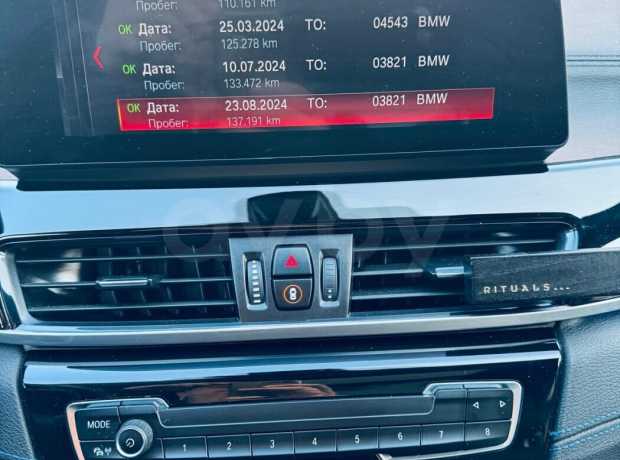 Пробег: 110.161 km
OK Дата: 25.03.2024 ТО: 04543 BMW
Пробег: 125.278 km
OK Дата: 10.07.2024 ТО: 03821 BMW
Пробег: 133.472 km
OK Дата: 23.08.2024 ТО: 03821 BMW
Пробег: 137.191 km
av.by
RITUALS...
MODE
1 2 3 4 5 6 7 8